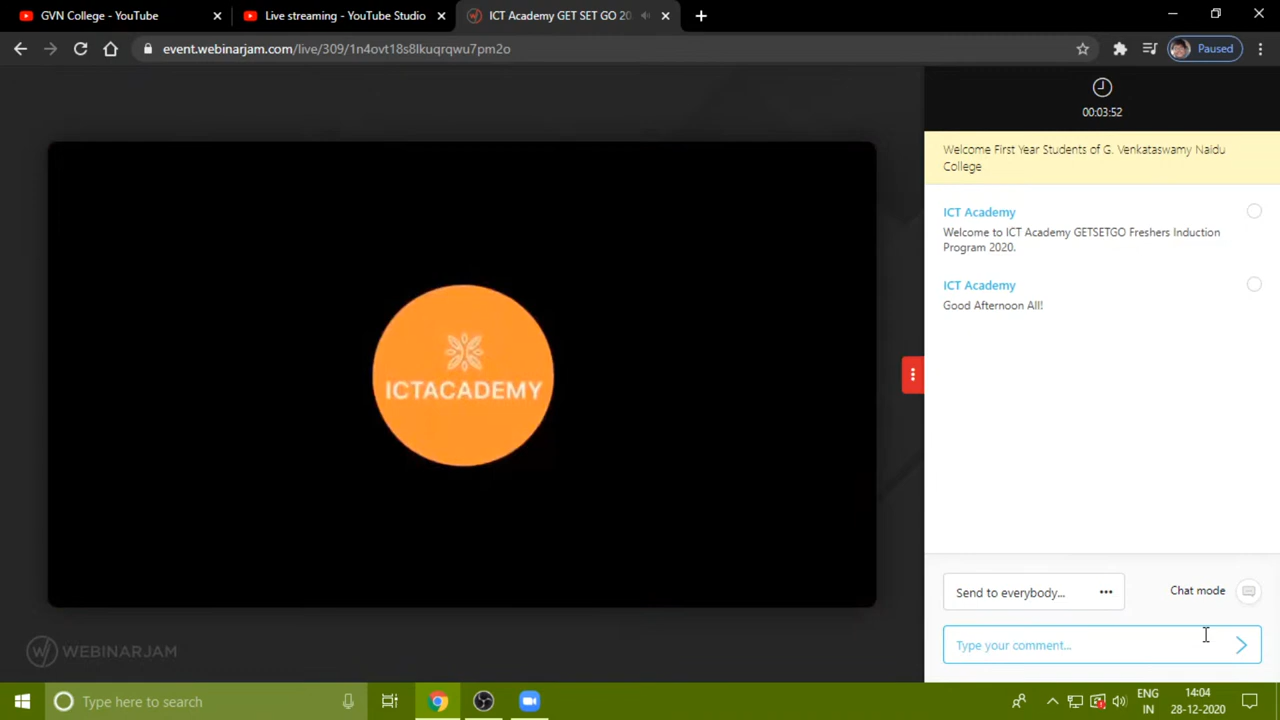 GVN College - YouTube
Live streaming - YouTube Studio
ICT Academy GET SET GO 20
event.webinarjam.com/live/309/1n4ovt18s8lkuqrqwu7pm2o
Paused
00:03:52
Welcome First Year Students of G. Venkataswamy Naidu
College
ICT Academy
Welcome to ICT Academy GETSETGO Freshers Induction
Program 2020.
ICT Academy
Good Afternoon All!
ICTACADEMY
Send to everybody...
Chat mode
Type your comment...
WEBINARJAM
Type here to search
ENG
IN
14:04
28-12-2020